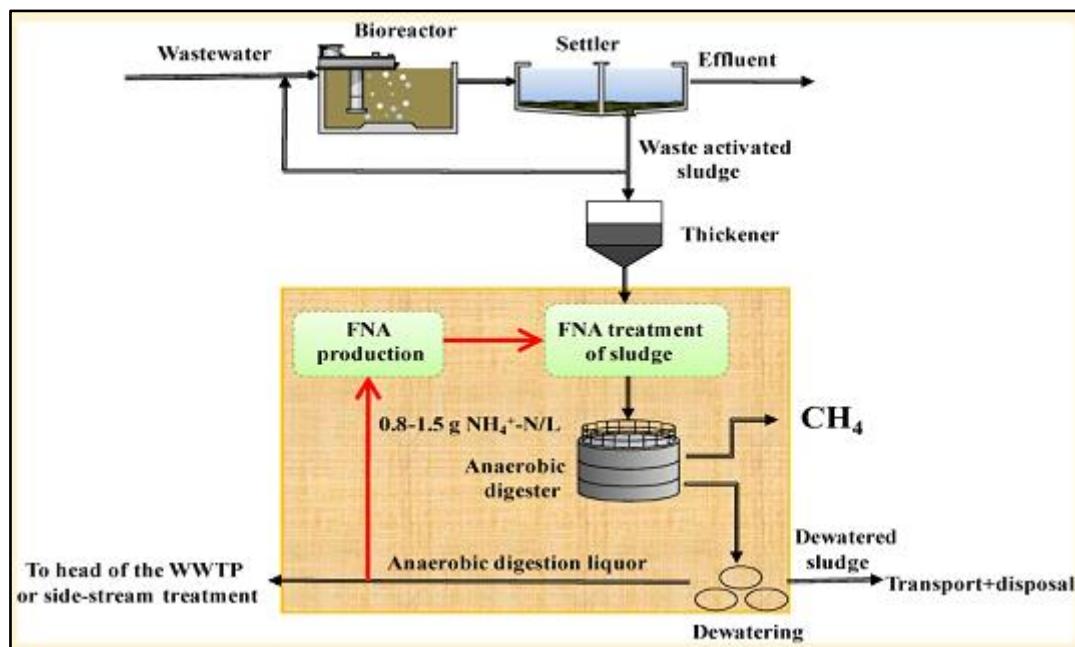 Bioreactor
Wastewater
Settler
Effluent
Waste activated
sludge
Thickener
FNA
production
FNA treatment
of sludge
0.8-1.5 g NH₄⁺-N/L
CH₄
Anaerobic
digester
Dewatered
sludge
Anaerobic digestion liquor
To head of the WWTP
or side-stream treatment
Transport+disposal
Dewatering